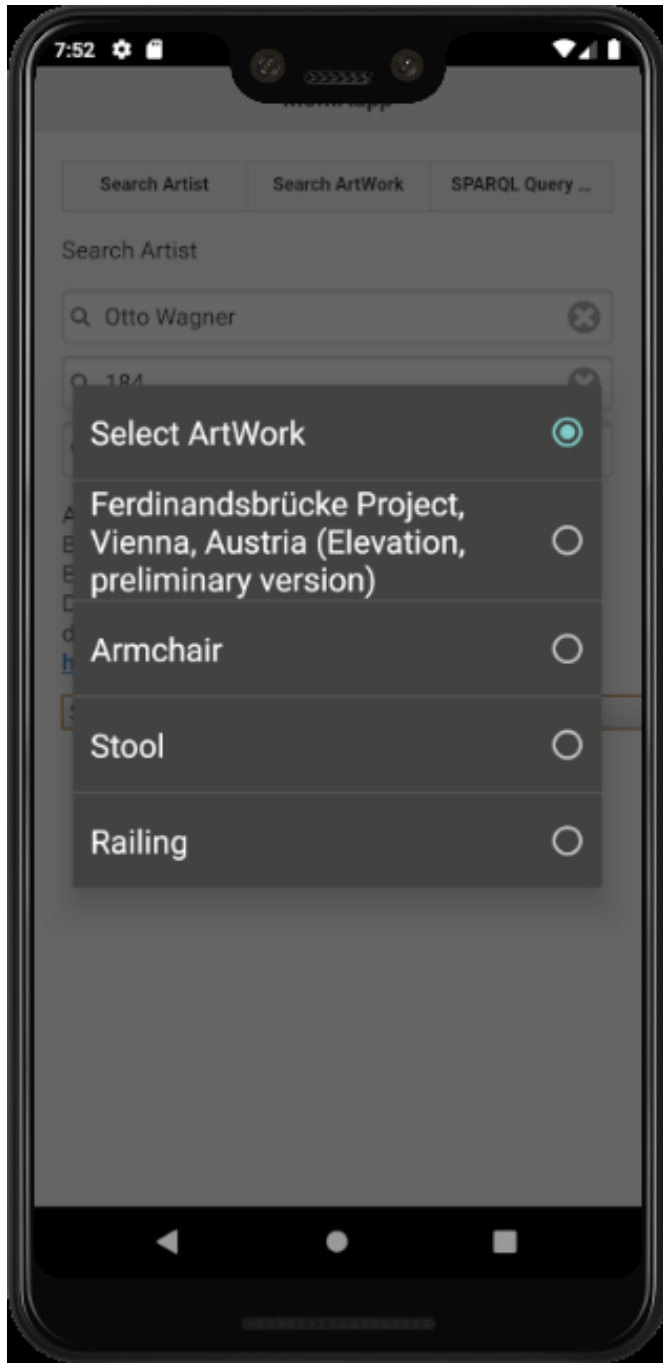 7:52
Search Artist
Search ArtWork
SPARQL Query ...
Search Artist
Otto Wagner
184
Select ArtWork
Ferdinandsbrücke Project,
Vienna, Austria (Elevation,
preliminary version)
Armchair
Stool
Railing